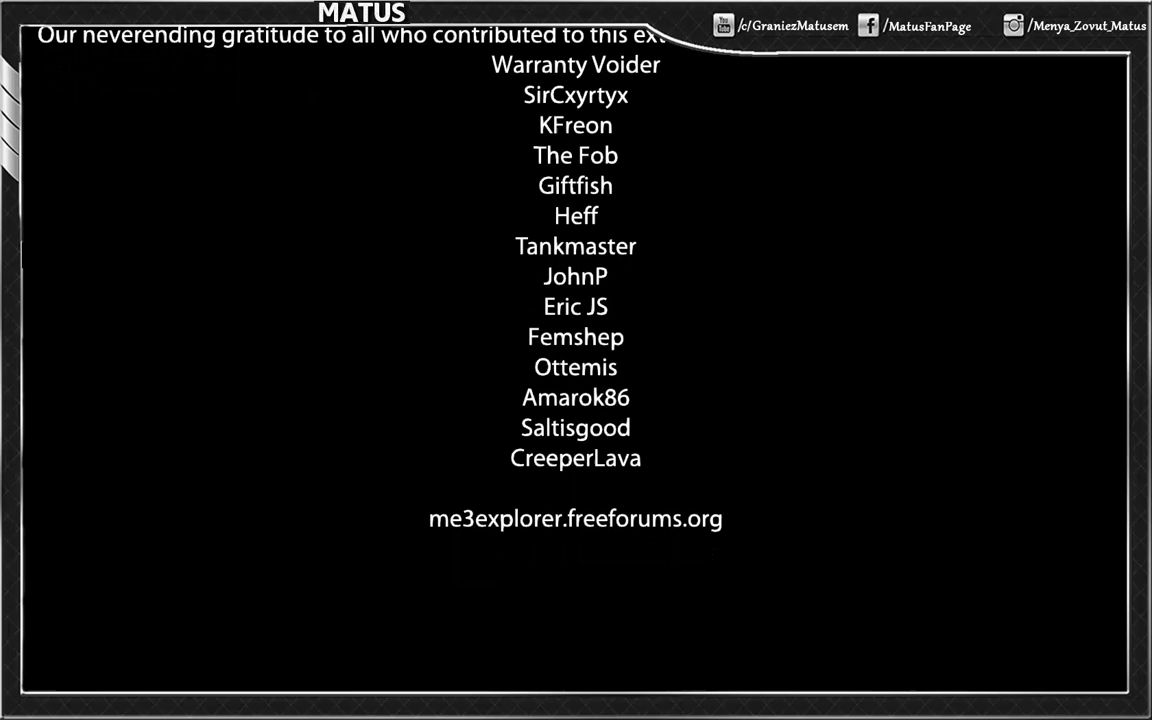 MATUS
/c/GraniezMatusem
/MatusFanPage
/Menya_Zovut_Matus
Our neverending gratitude to all who contributed to this
Warranty Voider
SirCxyrtyx
KFreon
The Fob
Giftfish
Heff
Tankmaster
JohnP
Eric JS
Femshep
Ottemis
Amarok86
Saltisgood
CreeperLava
me3explorer.freeforums.org